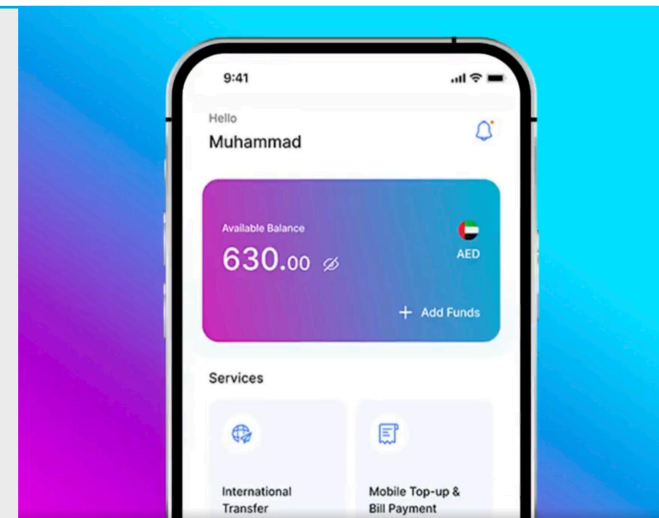 9:41
Hello
Muhammad
Available Balance
630.00
AED
+ Add Funds
Services
International
Transfer
Mobile Top-up &
Bill Payment